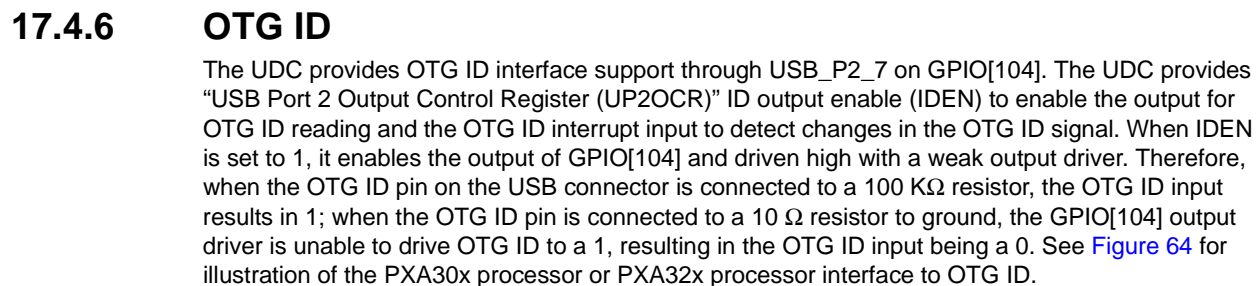 17.4.6 OTG ID
The UDC provides OTG ID interface support through USB_P2_7 on GPIO[104]. The UDC provides
“USB Port 2 Output Control Register (UP2OCR)” ID output enable (IDEN) to enable the output for
OTG ID reading and the OTG ID interrupt input to detect changes in the OTG ID signal. When IDEN
is set to 1, it enables the output of GPIO[104] and driven high with a weak output driver. Therefore,
when the OTG ID pin on the USB connector is connected to a 100 KΩ resistor, the OTG ID input
results in 1; when the OTG ID pin is connected to a 10 Ω resistor to ground, the GPIO[104] output
driver is unable to drive OTG ID to a 1, resulting in the OTG ID input being a 0. See Figure 64 for
illustration of the PXA30x processor or PXA32x processor interface to OTG ID.